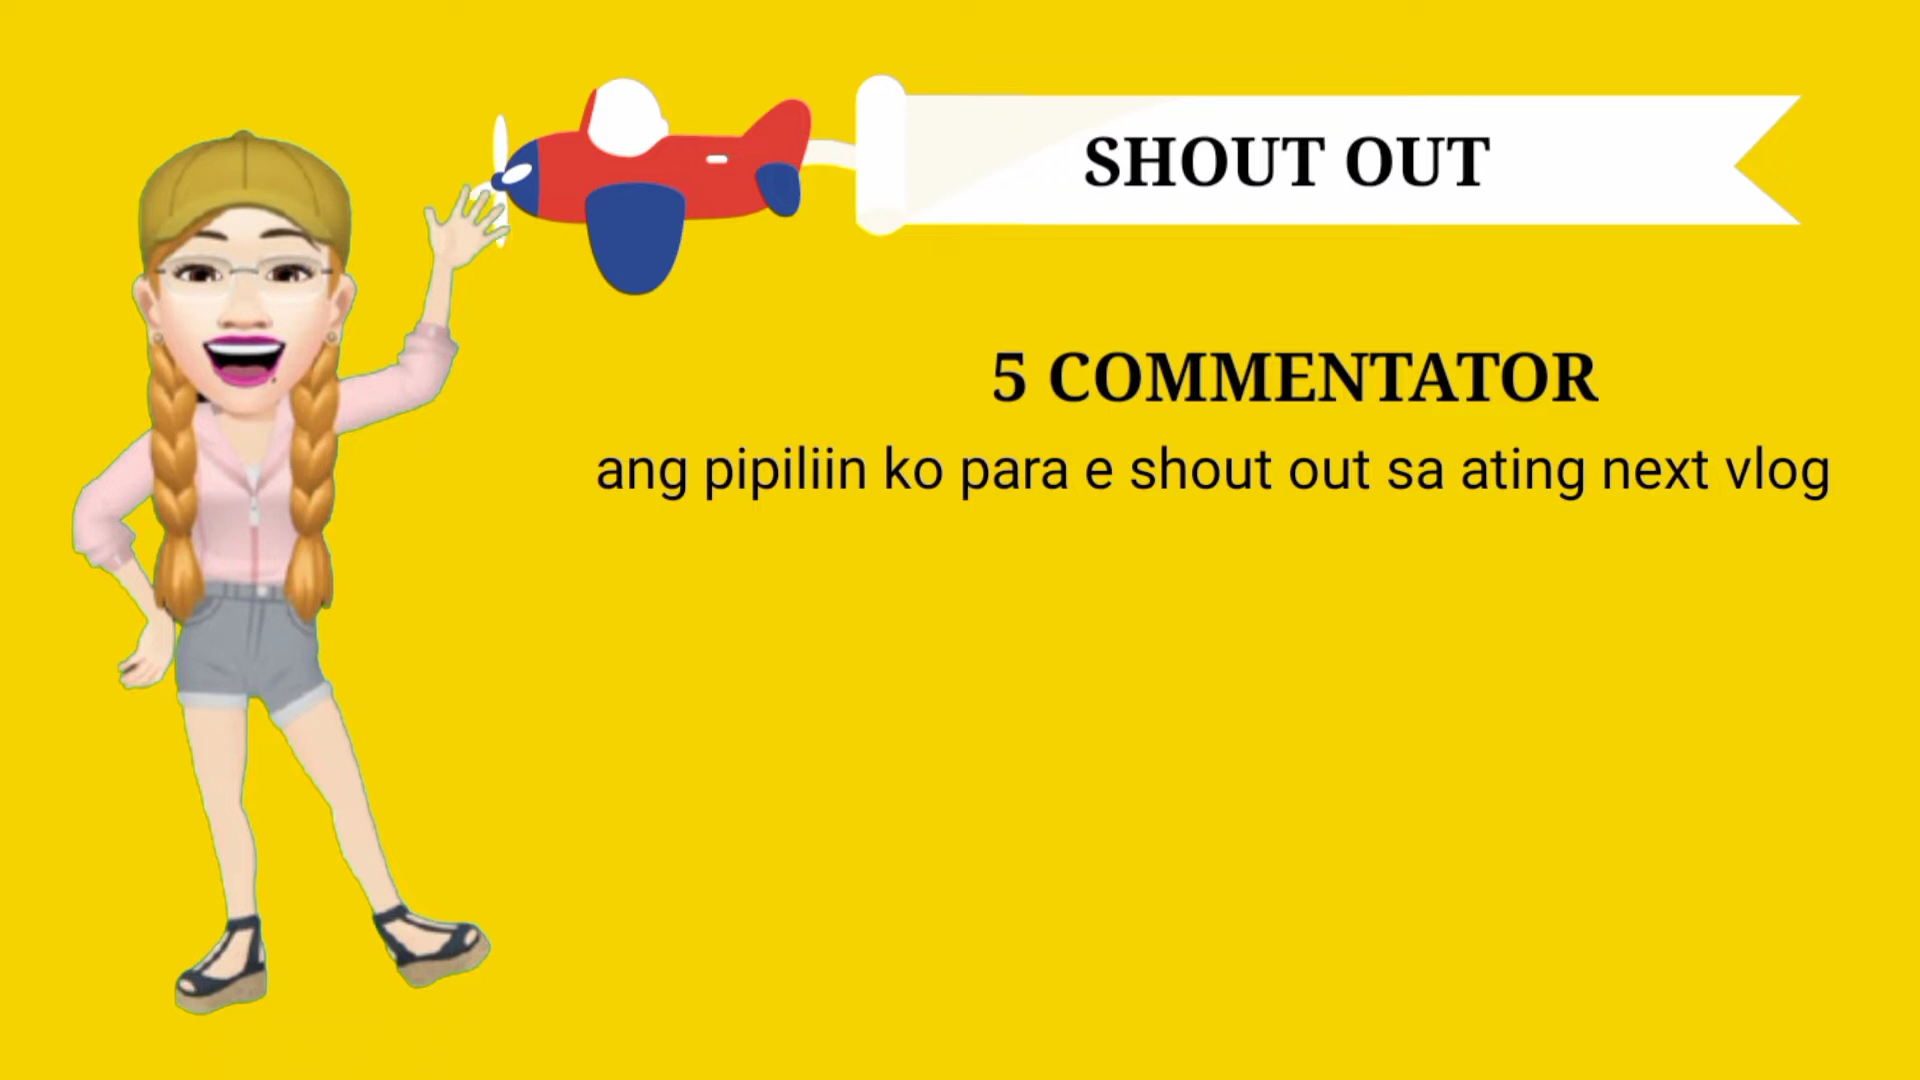 SHOUT OUT
5 COMMENTATOR
ang pipiliin ko para e shout out sa ating next vlog